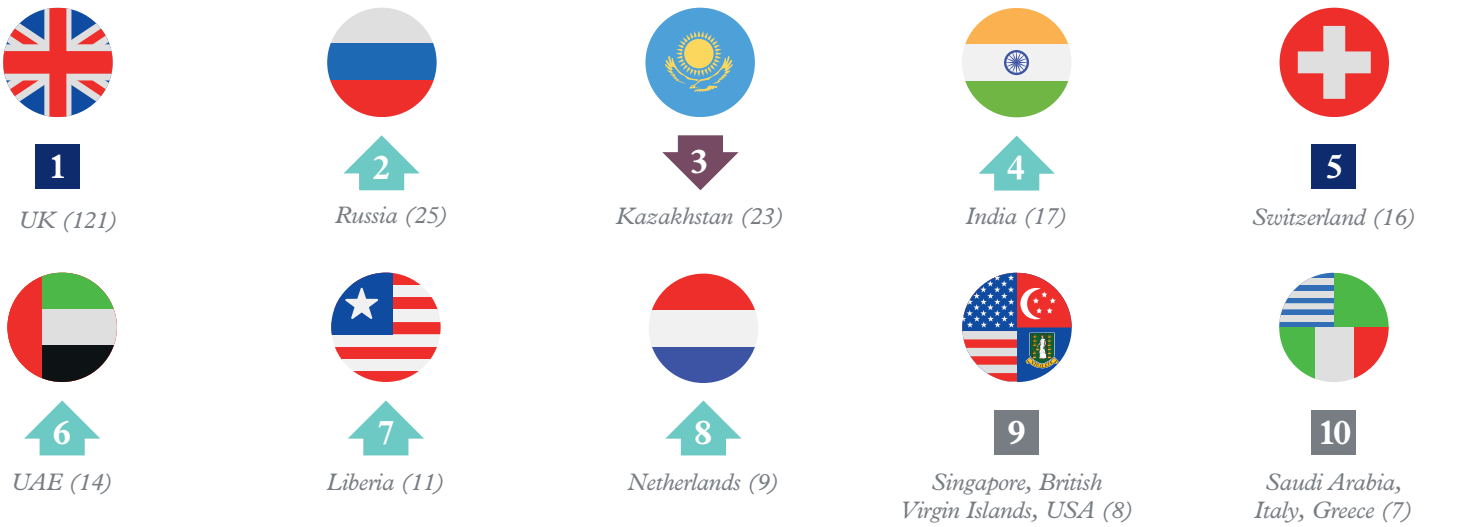 1
UK (121)
2
Russia (25)
3
Kazakhstan (23)
4
India (17)
5
Switzerland (16)
6
UAE (14)
7
Liberia (11)
8
Netherlands (9)
9
Singapore, British
Virgin Islands, USA (8)
10
Saudi Arabia,
Italy, Greece (7)